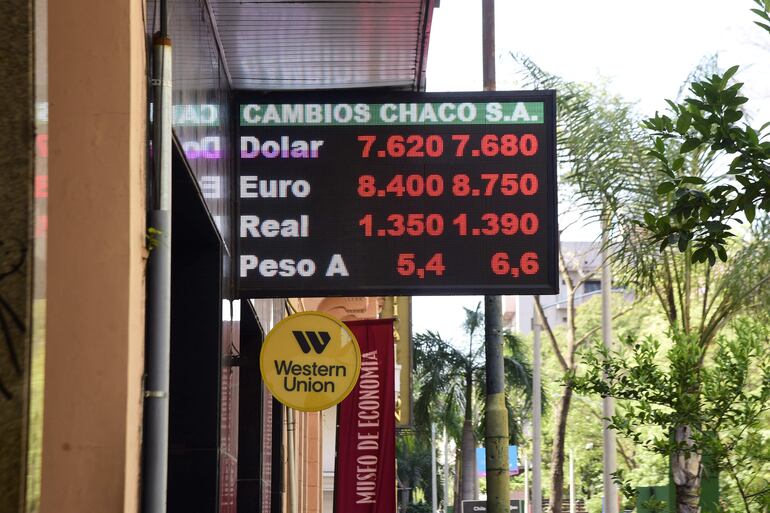 CAMBIOS CHACO S.A.
Dolar 7.620 7.680
Euro 8.400 8.750
Real 1.350 1.390
Peso A 5,4 6,6
Western
Union
MUSEO DE ECONOMÍA